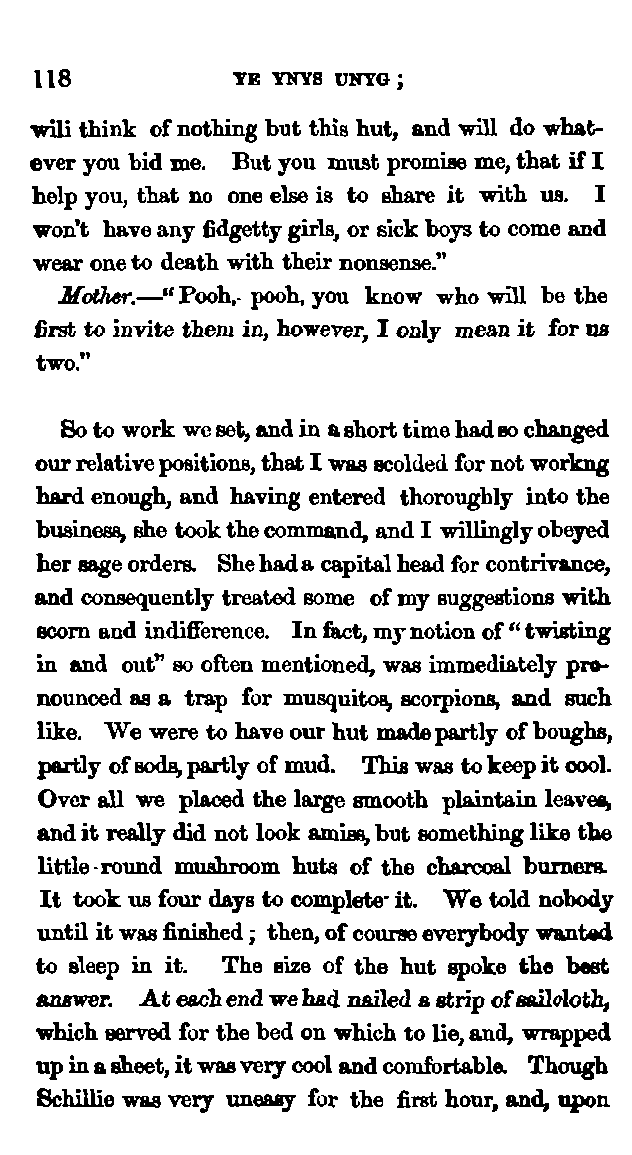 118 YE YNYS UNYG;
wili think of nothing but this hut, and will do what-
ever you bid me. But you must promise me, that if I
help you, that no one else is to share it with us. I
won't have any fidgetty girls, or sick boys to come and
wear one to death with their nonsense."
Mother.—"Pooh,- pooh, you know who will be the
first to invite them in, however, I only mean it for us
two."
So to work we set, and in a short time had so changed
our relative positions, that I was scolded for not workng
hard enough, and having entered thoroughly into the
business, she took the command, and I willingly obeyed
her sage orders. She had a capital head for contrivance,
and consequently treated some of my suggestions with
scorn and indifference. In fact, my notion of "twisting
in and out" so often mentioned, was immediately pro-
nounced as a trap for musquitos, scorpions, and such
like. We were to have our hut made partly of boughs,
partly of sods, partly of mud. This was to keep it cool.
Over all we placed the large smooth plaintain leaves,
and it really did not look amiss, but something like the
little-round mushroom huts of the charcoal burners.
It took us four days to complete it. We told nobody
until it was finished; then, of course everybody wanted
to sleep in it. The size of the hut spoke the best
answer. At each end we had nailed a strip of sailcloth,
which served for the bed on which to lie, and, wrapped
up in a sheet, it was very cool and comfortable. Though
Schillie was very uneasy for the first hour, and, upon